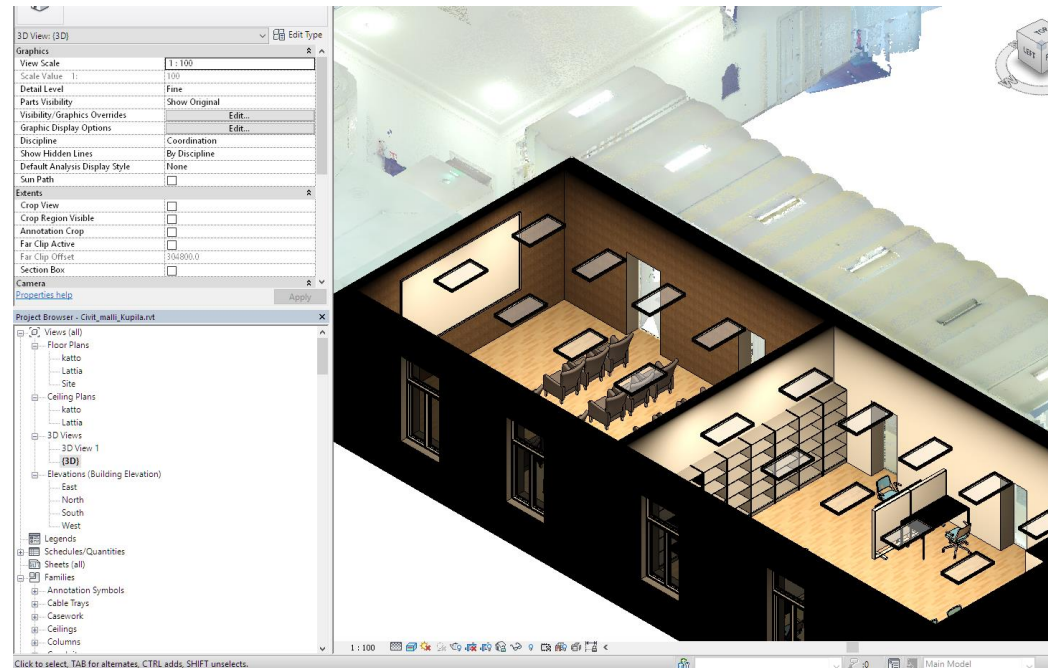 3D View: {3D} Edit Type
Graphics
View Scale 1 : 100
Scale Value 1: 100
Detail Level Fine
Parts Visibility Show Original
Visibility/Graphics Overrides Edit...
Graphic Display Options Edit...
Discipline Coordination
Show Hidden Lines By Discipline
Default Analysis Display Style None
Sun Path
Extents
Crop View
Crop Region Visible
Annotation Crop
Far Clip Active
Far Clip Offset 304800.0
Section Box
Camera
Properties help Apply
Project Browser - Civit_malli_Kupila.rvt
Views (all)
Floor Plans
katto
Lattia
Site
Ceiling Plans
katto
Lattia
3D Views
3D View 1
{3D}
Elevations (Building Elevation)
East
North
South
West
Legends
Schedules/Quantities
Sheets (all)
Families
Annotation Symbols
Cable Trays
Casework
Ceilings
Columns
TOP
LEFT
1 : 100
Click to select, TAB for alternates, CTRL adds, SHIFT unselects. :0 Main Model